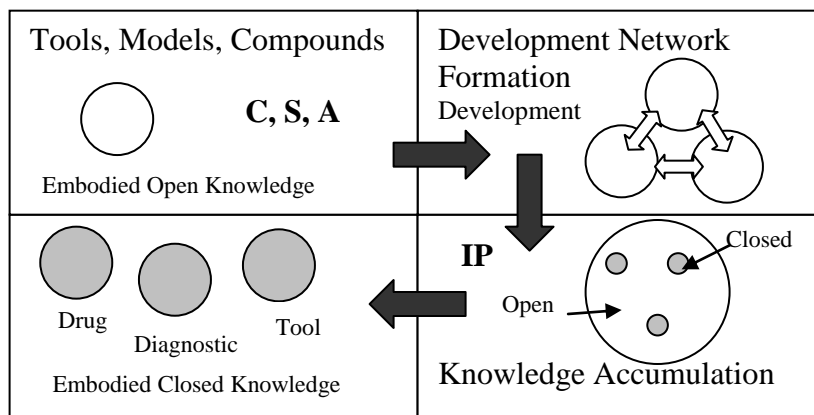 Tools, Models, Compounds
C, S, A
Embodied Open Knowledge
Development Network
Formation
Development
Drug
Diagnostic
Tool
Embodied Closed Knowledge
IP
Closed
Open
Knowledge Accumulation